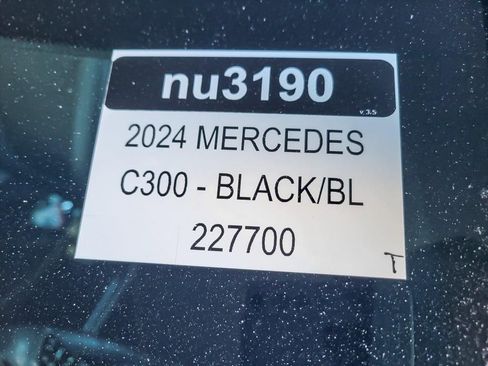 nu3190
v 3.5
2024 MERCEDES
C300 - BLACK/BL
227700
T